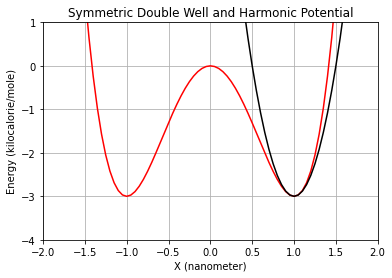 Symmetric Double Well and Harmonic Potential
1
0
−1
−2
−3
−4
Energy (kilocalorie/mole)
−2.0 −1.5 −1.0 −0.5 0.0 0.5 1.0 1.5 2.0
X (nanometer)